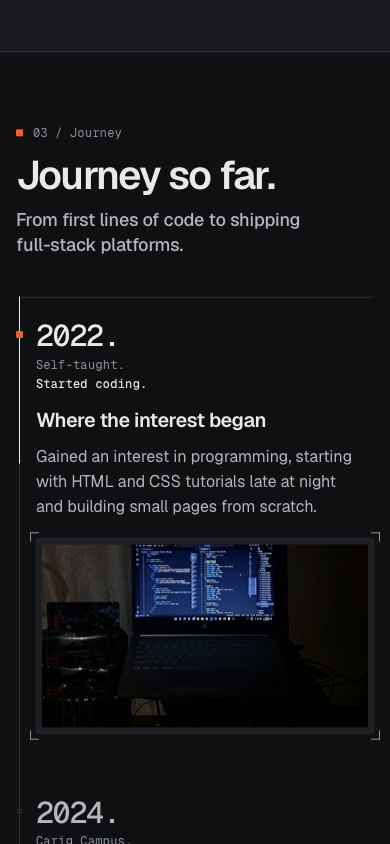 03 / Journey
Journey so far.
From first lines of code to shipping
full-stack platforms.
2022.
Self-taught.
Started coding.
Where the interest began
Gained an interest in programming, starting
with HTML and CSS tutorials late at night
and building small pages from scratch.
2024.
Carig Campus.